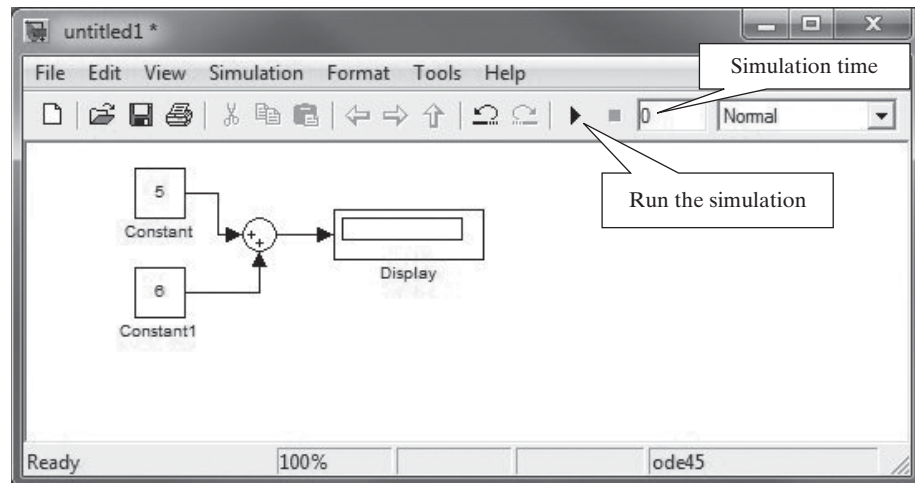 untitled1 *
File Edit View Simulation Format Tools Help
Simulation time
0 Normal
Run the simulation
5
Constant
++
Display
6
Constant1
Ready 100% ode45